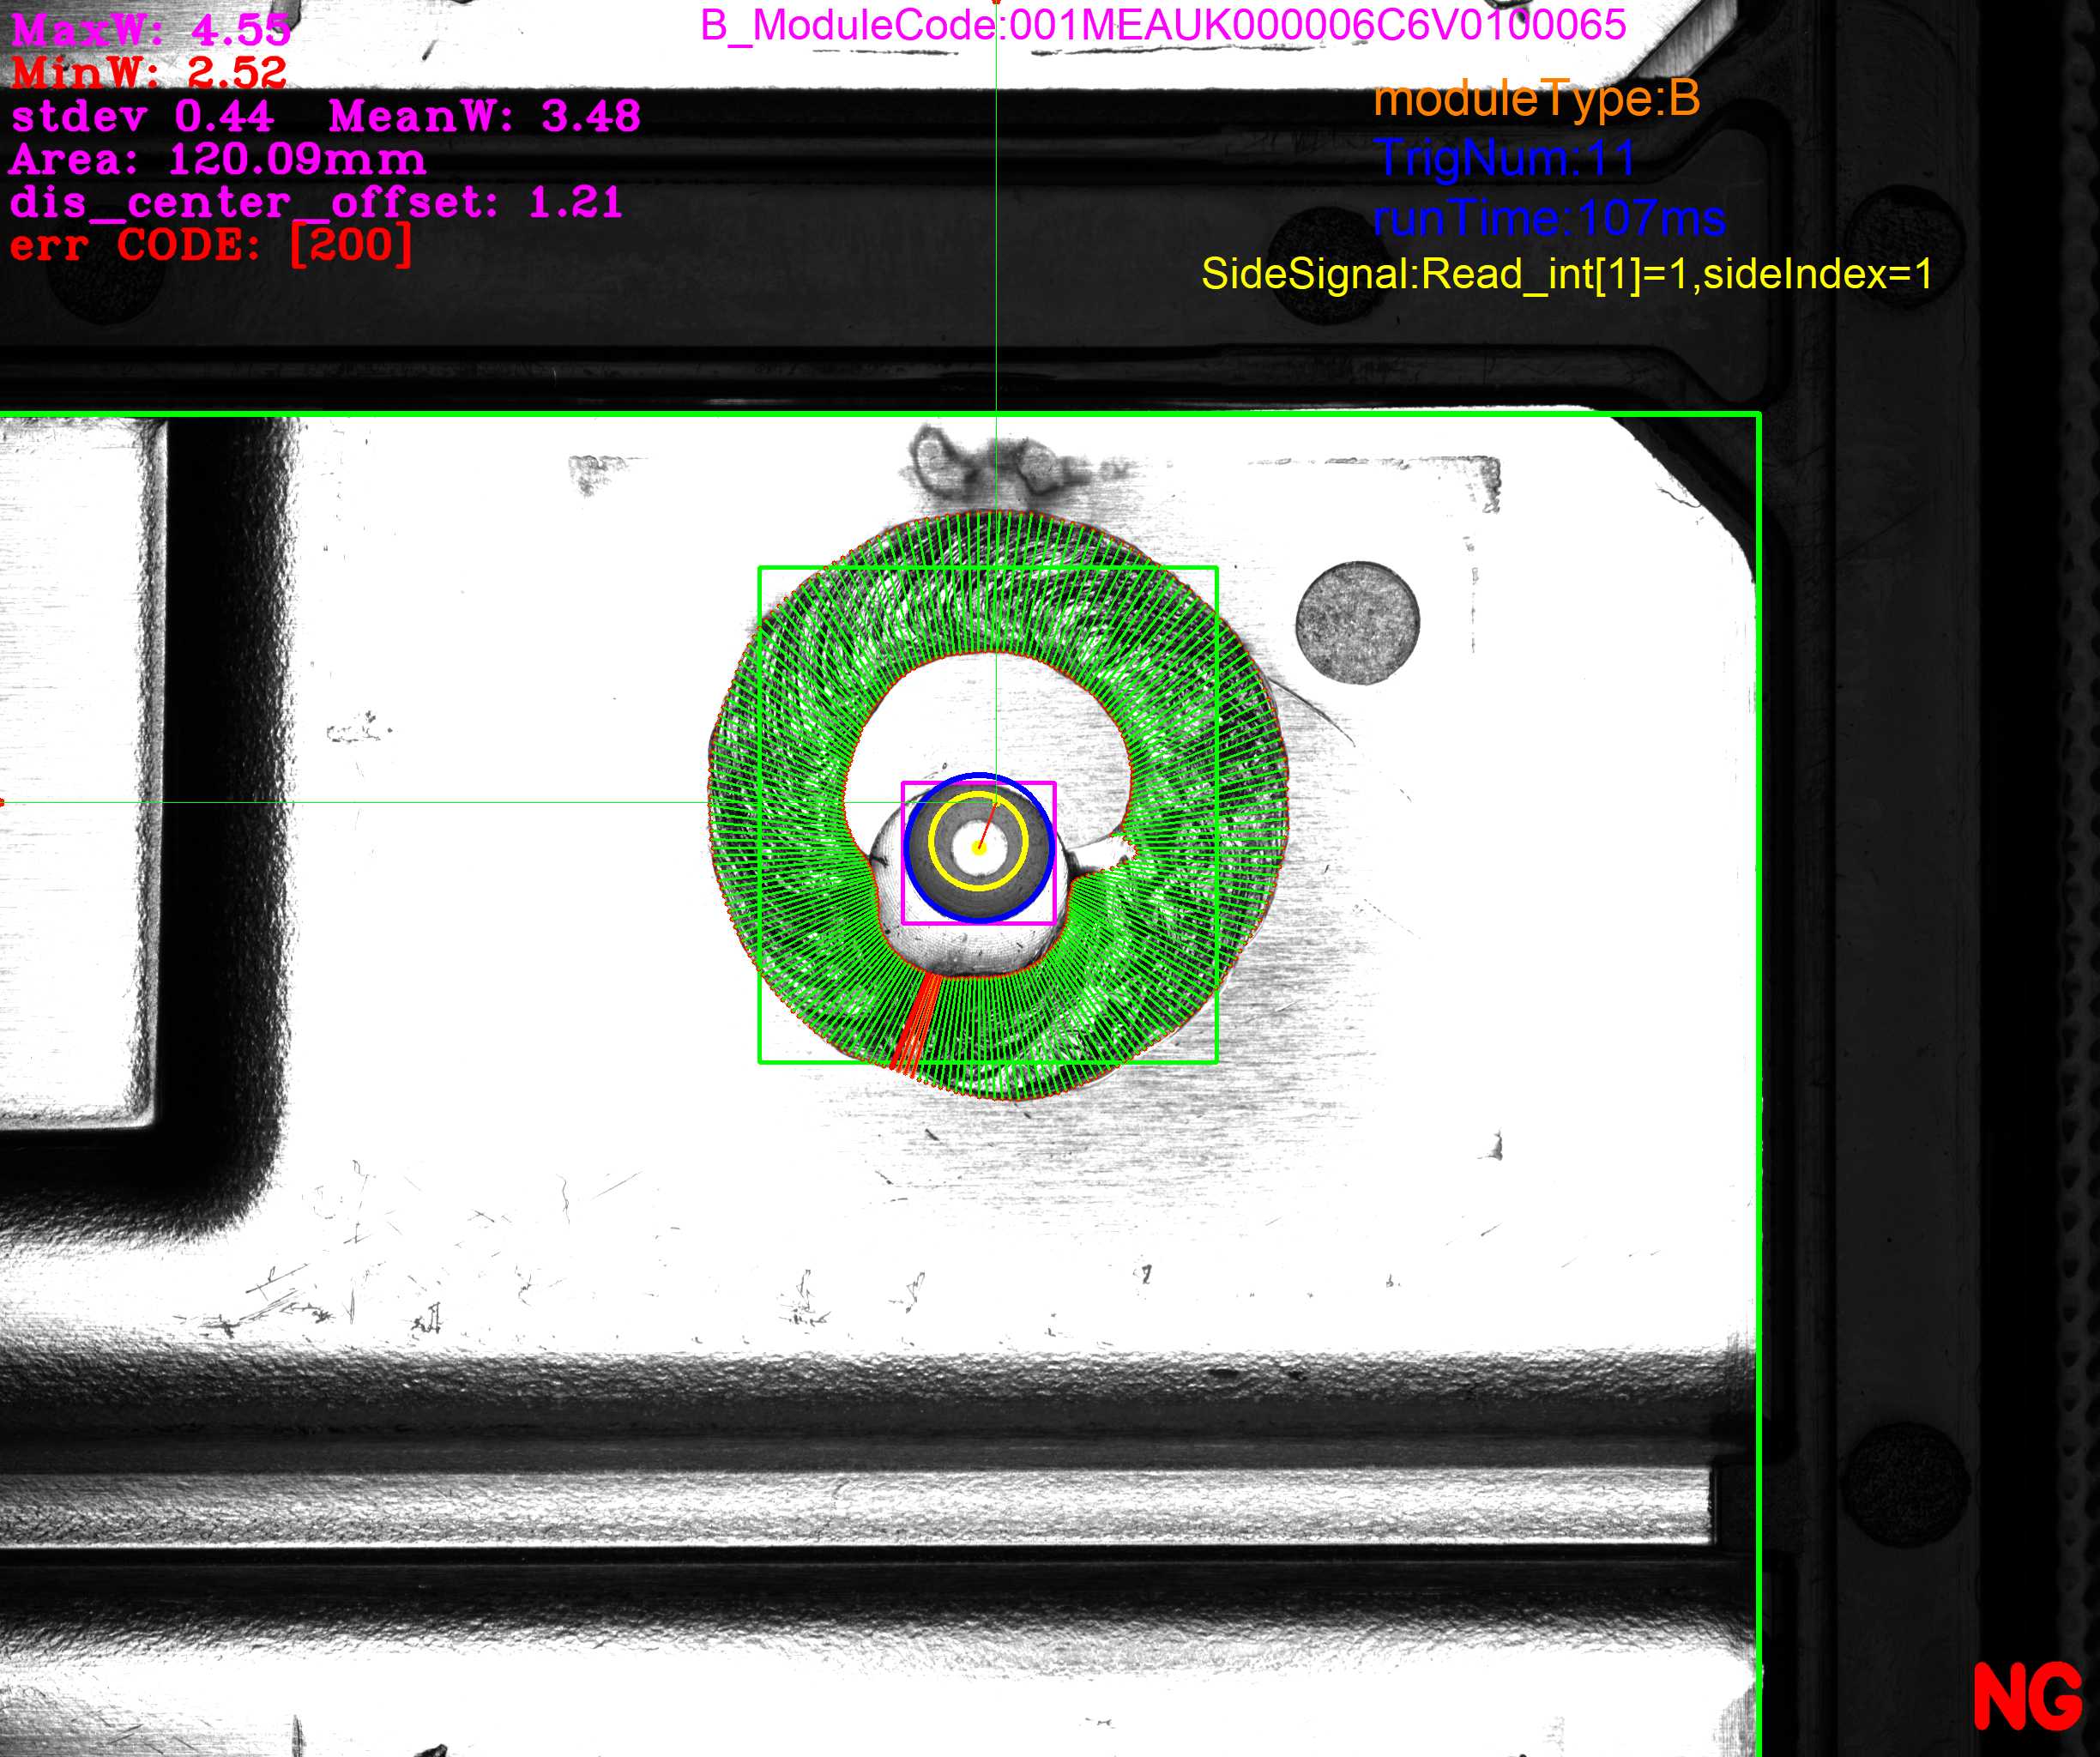 MaxW: 4.55
B_ModuleCode:001MEAUK000006C6V0100065
MinW: 2.52
moduleType:B
stdev 0.44  MeanW: 3.48
Area: 120.09mm
TrigNum:11
dis_center_offset: 1.21
runTime:107ms
err CODE: [200]
SideSignal:Read_int[1]=1,sideIndex=1
NG